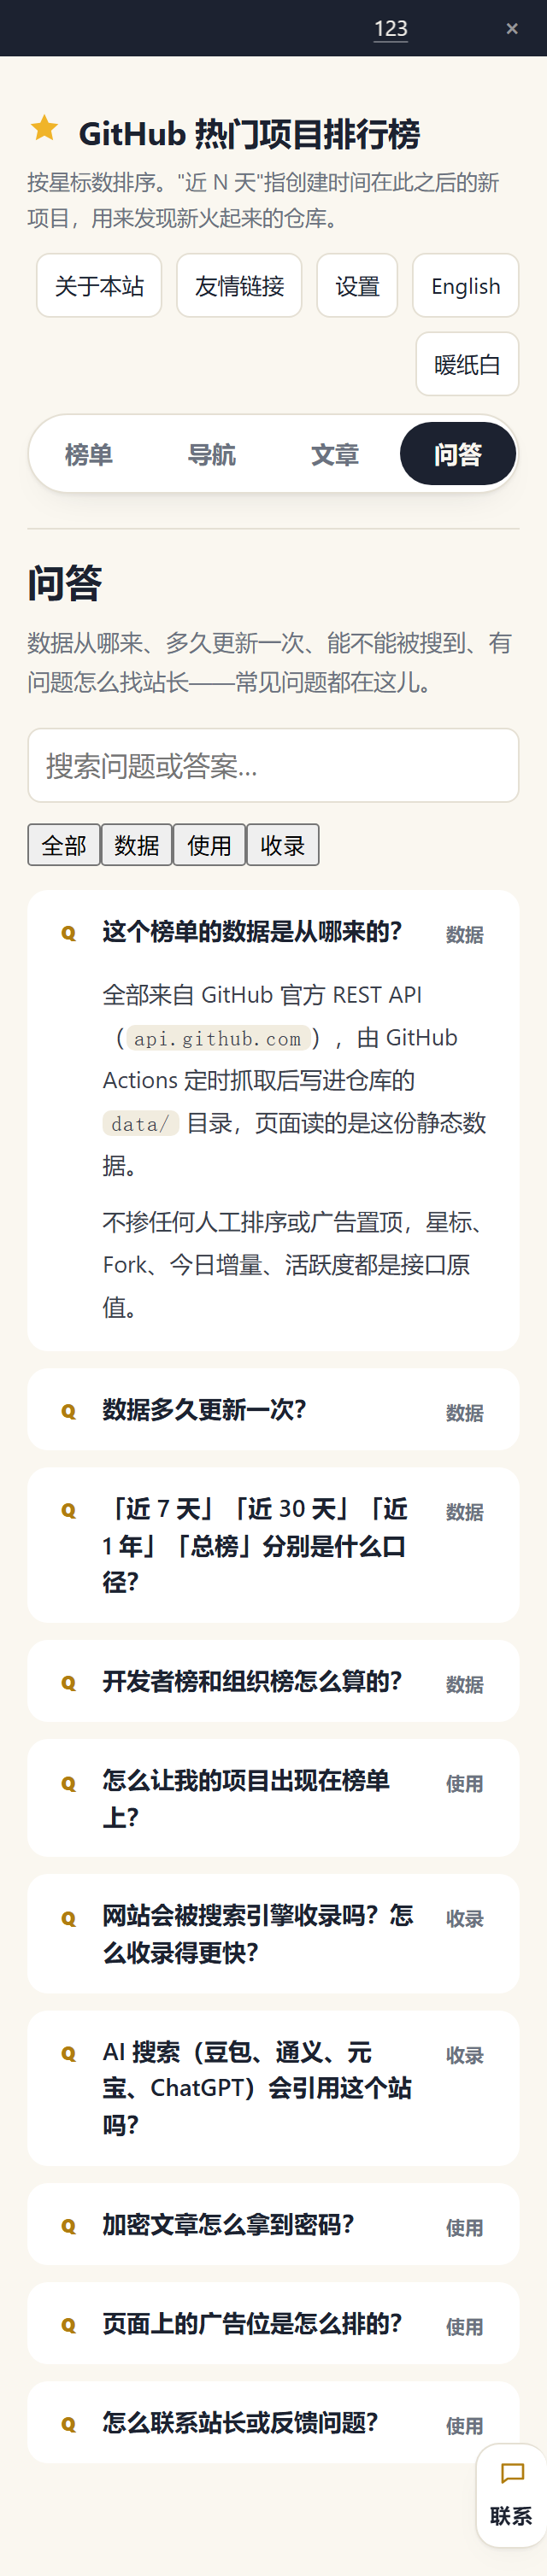 123
×
GitHub 热门项目排行榜
按星标数排序。"近 N 天"指创建时间在此之后的新
项目，用来发现新火起来的仓库。
关于本站 友情链接 设置 English
暖纸白
榜单 导航 文章 问答
问答
数据从哪来、多久更新一次、能不能被搜到、有
问题怎么找站长——常见问题都在这儿。
搜索问题或答案...
全部 数据 使用 收录
Q 这个榜单的数据是从哪来的？ 数据
全部来自 GitHub 官方 REST API
（api.github.com），由 GitHub
Actions 定时抓取后写进仓库的
data/ 目录，页面读的是这份静态数
据。
不掺任何人工排序或广告置顶，星标、
Fork、今日增量、活跃度都是接口原
值。
Q 数据多久更新一次？ 数据
Q 「近 7 天」「近 30 天」「近 数据
1 年」「总榜」分别是什么口
径？
Q 开发者榜和组织榜怎么算的？ 数据
Q 怎么让我的项目出现在榜单 使用
上？
Q 网站会被搜索引擎收录吗？怎 收录
么收录得更快？
Q AI 搜索（豆包、通义、元 收录
宝、ChatGPT）会引用这个站
吗？
Q 加密文章怎么拿到密码？ 使用
Q 页面上的广告位是怎么排的？ 使用
Q 怎么联系站长或反馈问题？ 使用
联系